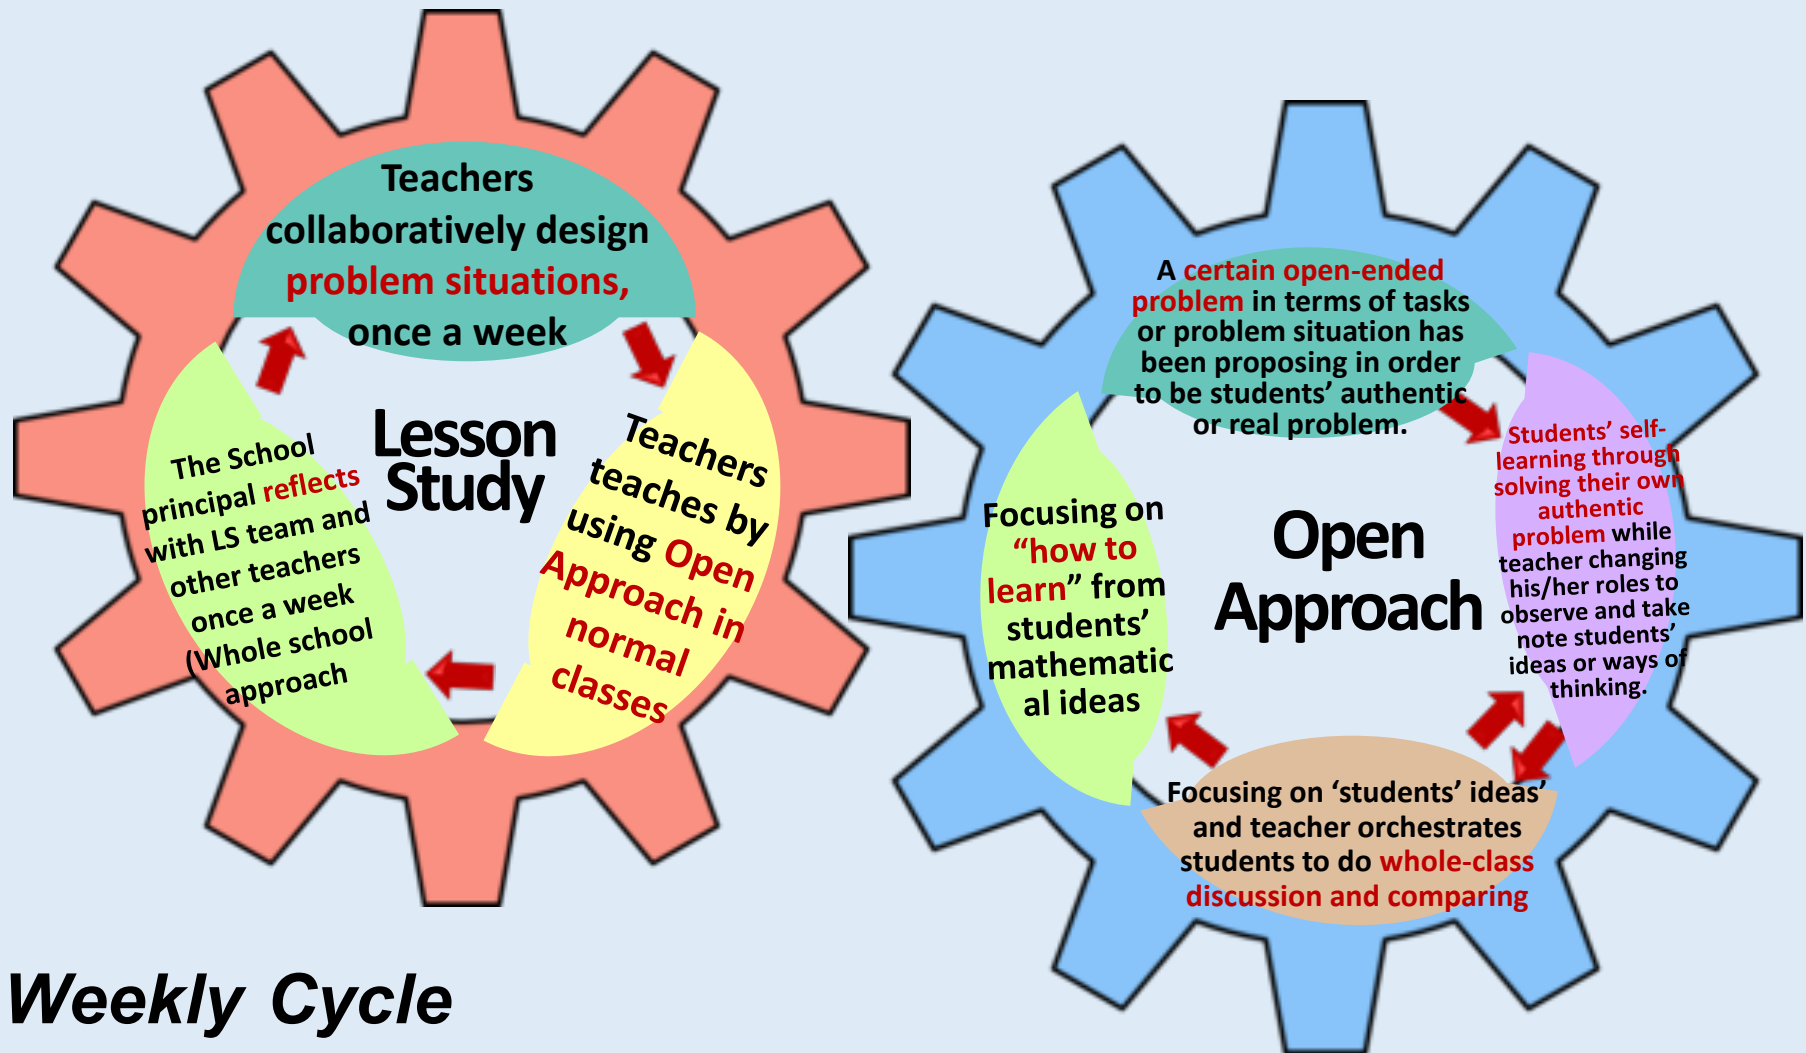 Teachers
collaboratively design
problem situations,
once a week
Lesson
Study
Teachers
teaches by
using Open
Approach in
normal
classes
The School
principal reflects
with LS team and
other teachers
once a week
(Whole school
approach
A certain open-ended
problem in terms of tasks
or problem situation has
been proposing in order
to be students’ authentic
or real problem.
Students’ self-
learning through
solving their own
authentic
problem while
teacher changing
his/her roles to
observe and take
note students’
ideas or ways of
thinking.
Open
Approach
Focusing on
“how to
learn” from
students’
mathematic
al ideas
Focusing on ‘students’ ideas’
and teacher orchestrates
students to do whole-class
discussion and comparing
Weekly Cycle